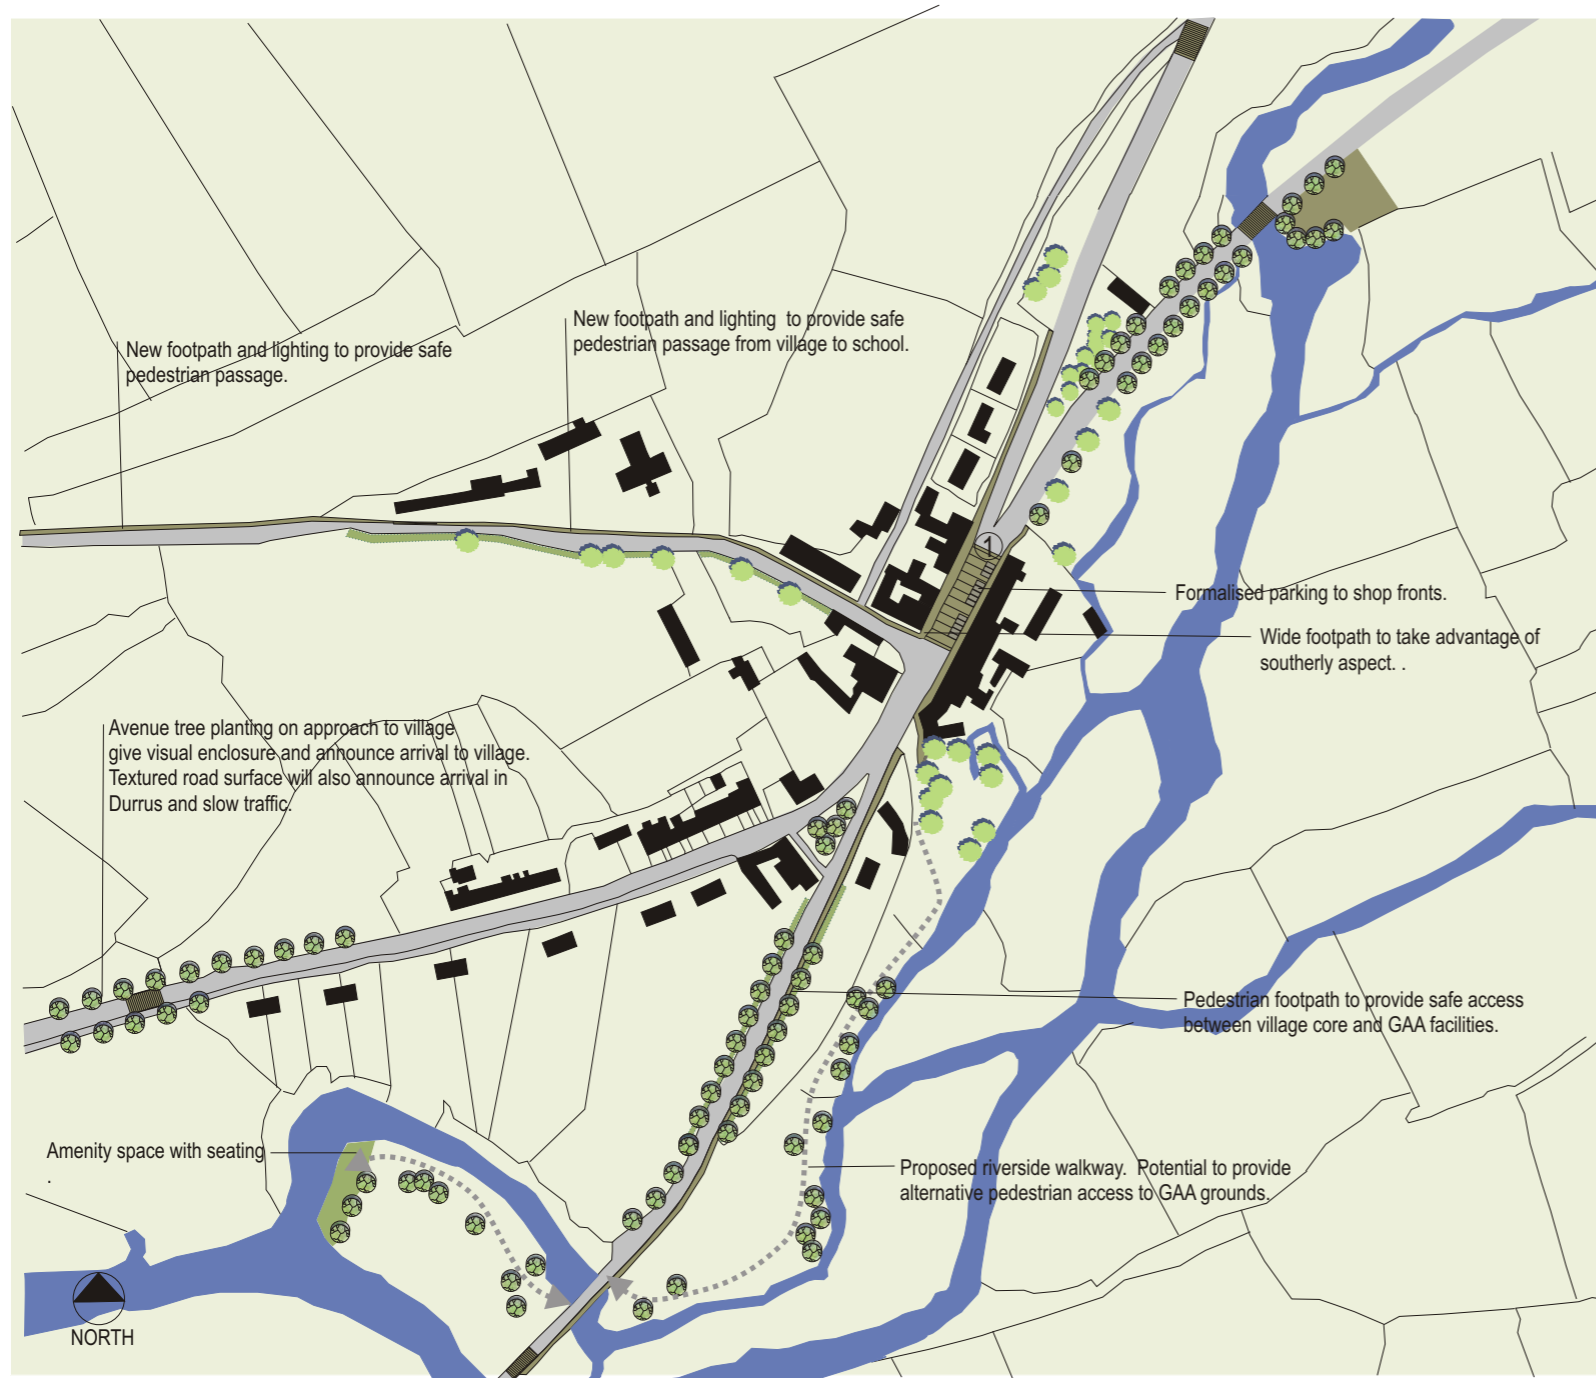 New footpath and lighting  to provide safe
pedestrian passage from village to school.
New footpath and lighting to provide safe
pedestrian passage.
1
Formalised parking to shop fronts.
Wide footpath to take advantage of
southerly aspect. .
Avenue tree planting on approach to village
give visual enclosure and announce arrival to village.
Textured road surface will also announce arrival in
Durrus and slow traffic.
Pedestrian footpath to provide safe access
between village core and GAA facilities.
Amenity space with seating
.
Proposed riverside walkway.  Potential to provide
alternative pedestrian access to GAA grounds.
NORTH